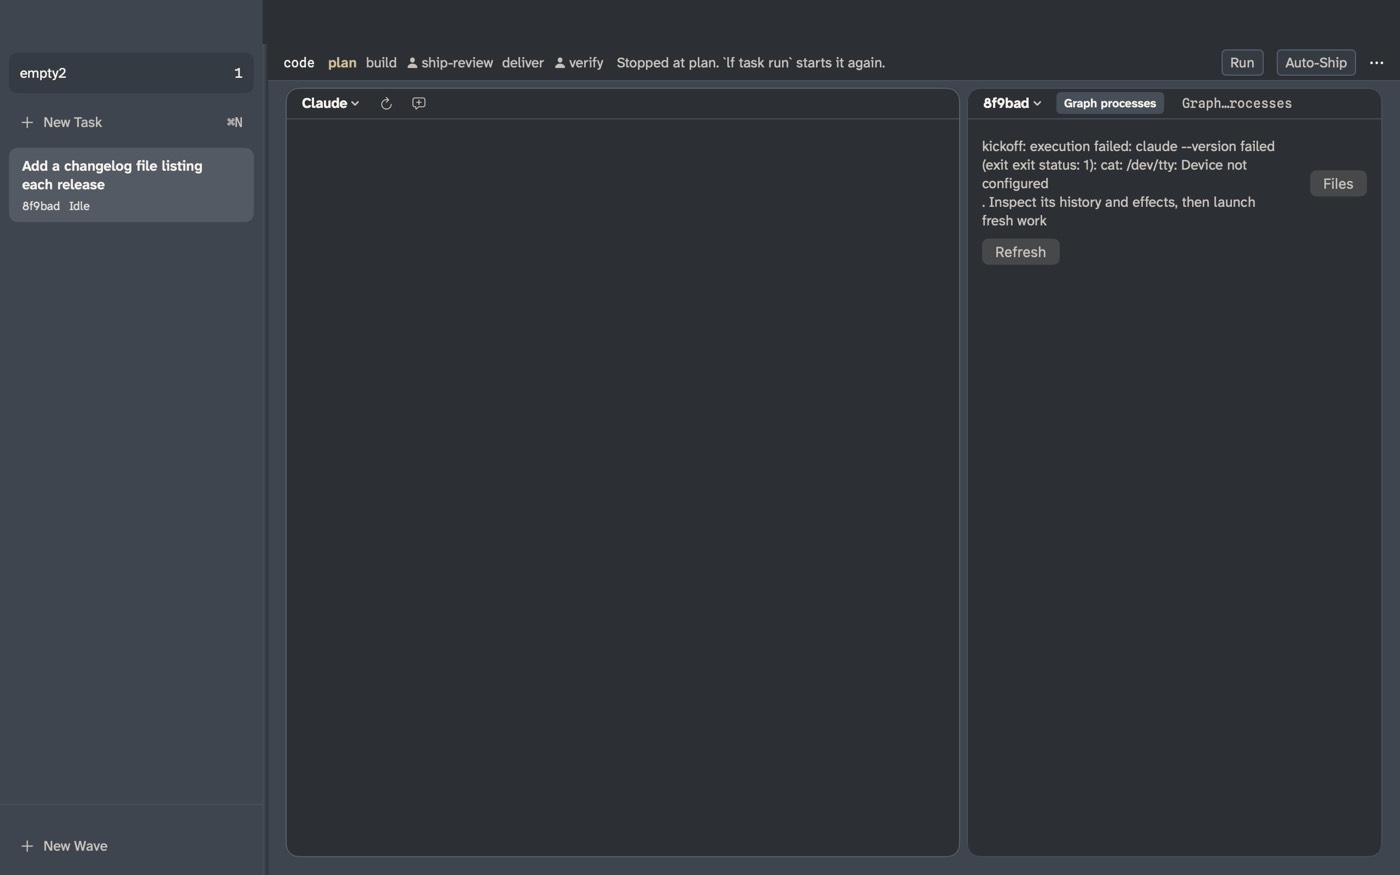 empty2 1
New Task ⌘N
Add a changelog file listing
each release
8f9bad Idle
New Wave
code plan build ship-review deliver verify Stopped at plan. `lf task run` starts it again.
Run Auto-Ship
Claude
8f9bad Graph processes Graph…rocesses
kickoff: execution failed: claude --version failed
(exit exit status: 1): cat: /dev/tty: Device not
configured
. Inspect its history and effects, then launch
fresh work
Files
Refresh